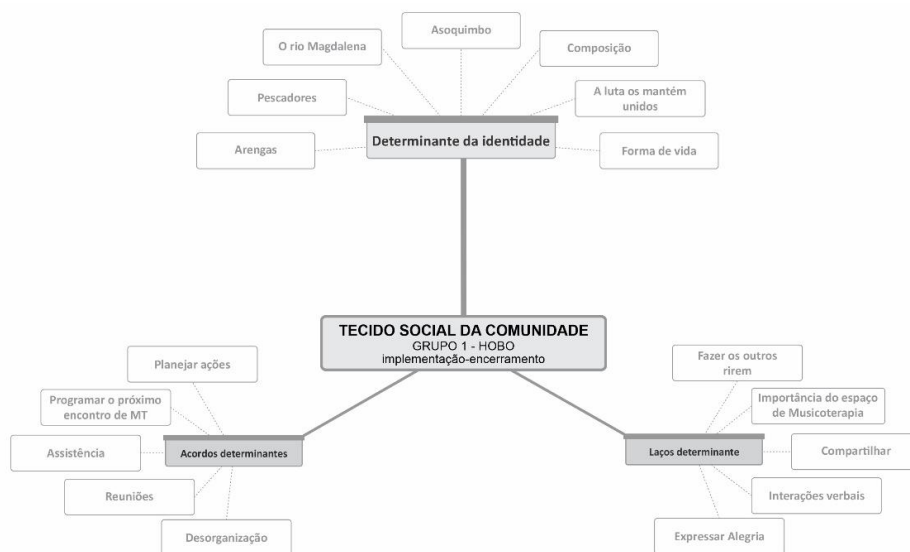 Asoquimbo
O rio Magdalena
Composição
Pescadores
A luta os mantém
unidos
Determinante da identidade
Arengas
Forma de vida
TECIDO SOCIAL DA COMUNIDADE
GRUPO 1 - HOBO
implementação-encerramento
Planejar ações
Programar o próximo
encontro de MT
Assistência
Acordos determinantes
Reuniões
Desorganização
Fazer os outros
rirem
Importância do espaço
de Musicoterapia
Laços determinante
Compartilhar
Interações verbais
Expressar Alegria